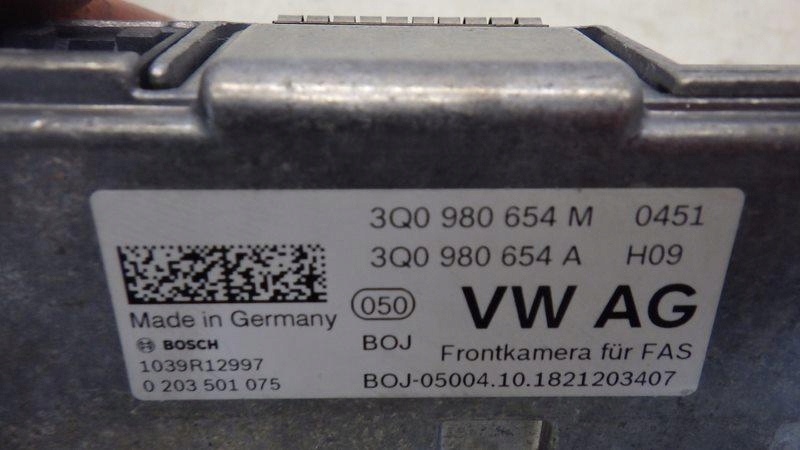 3Q0 980 654 M 0451
3Q0 980 654 A H09
050 VW AG
Made in Germany
BOSCH BOJ Frontkamera für FAS
1039R12997
0 203 501 075 BOJ-05004.10.1821203407